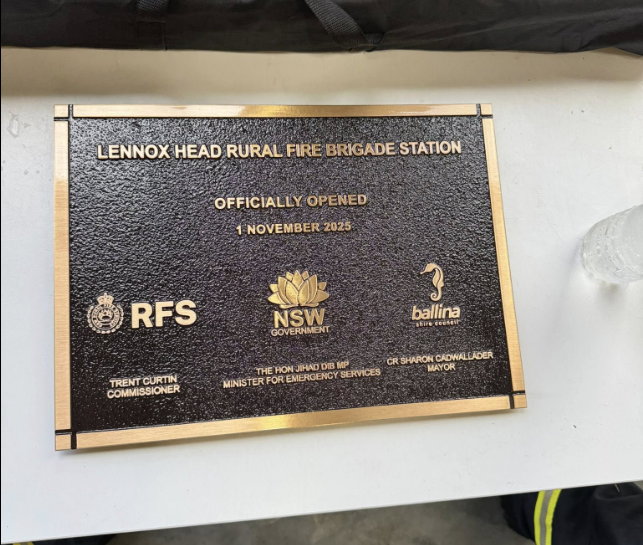 LENNOX HEAD RURAL FIRE BRIGADE STATION
OFFICIALLY OPENED
1 NOVEMBER 2025
RFS
NSW
GOVERNMENT
ballina
shire council
TRENT CURTIN
COMMISSIONER
THE HON JIHAD DIB MP
MINISTER FOR EMERGENCY SERVICES
CR SHARON CADWALLADER
MAYOR